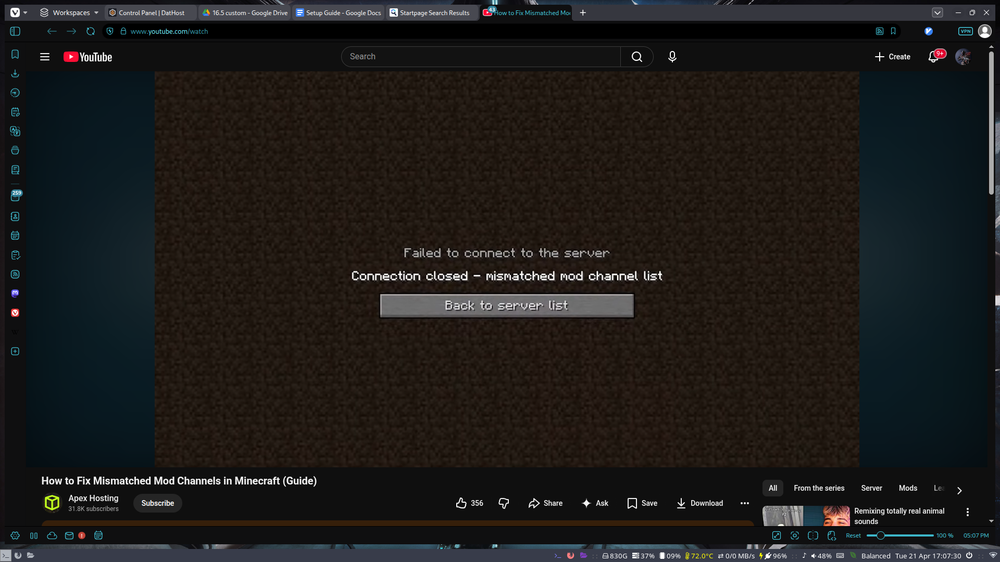 Workspaces
Control Panel | DatHost
16.5 custom - Google Drive
Setup Guide - Google Docs
Startpage Search Results
43
How to Fix Mismatched Mo
www.youtube.com/watch
VPN
YouTube
Search
Create
9+
259
Failed to connect to the server
Connection closed - mismatched mod channel list
Back to server list
How to Fix Mismatched Mod Channels in Minecraft (Guide)
Apex Hosting
31.8K subscribers
Subscribe
356
Share
Ask
Save
Download
All
From the series
Server
Mods
Lea
Remixing totally real animal
sounds
Reset
100 %
05:07 PM
830G
37%
09%
72.0°C
0/0 MB/s
96%
48%
Balanced
Tue 21 Apr 17:07:30